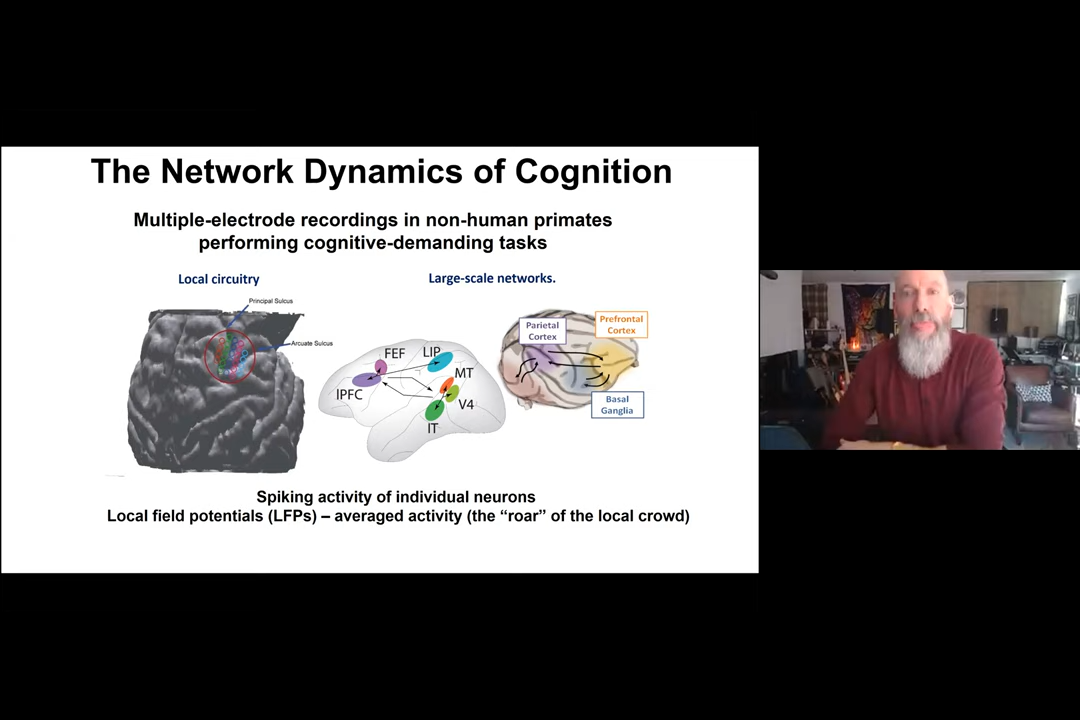 The Network Dynamics of Cognition
Multiple-electrode recordings in non-human primates
performing cognitive-demanding tasks
Local circuitry
Large-scale networks.
Principal Sulcus
Arcuate Sulcus
FEF
LIP
MT
lPFC
V4
IT
Parietal
Cortex
Prefrontal
Cortex
Basal
Ganglia
Spiking activity of individual neurons
Local field potentials (LFPs) – averaged activity (the “roar” of the local crowd)